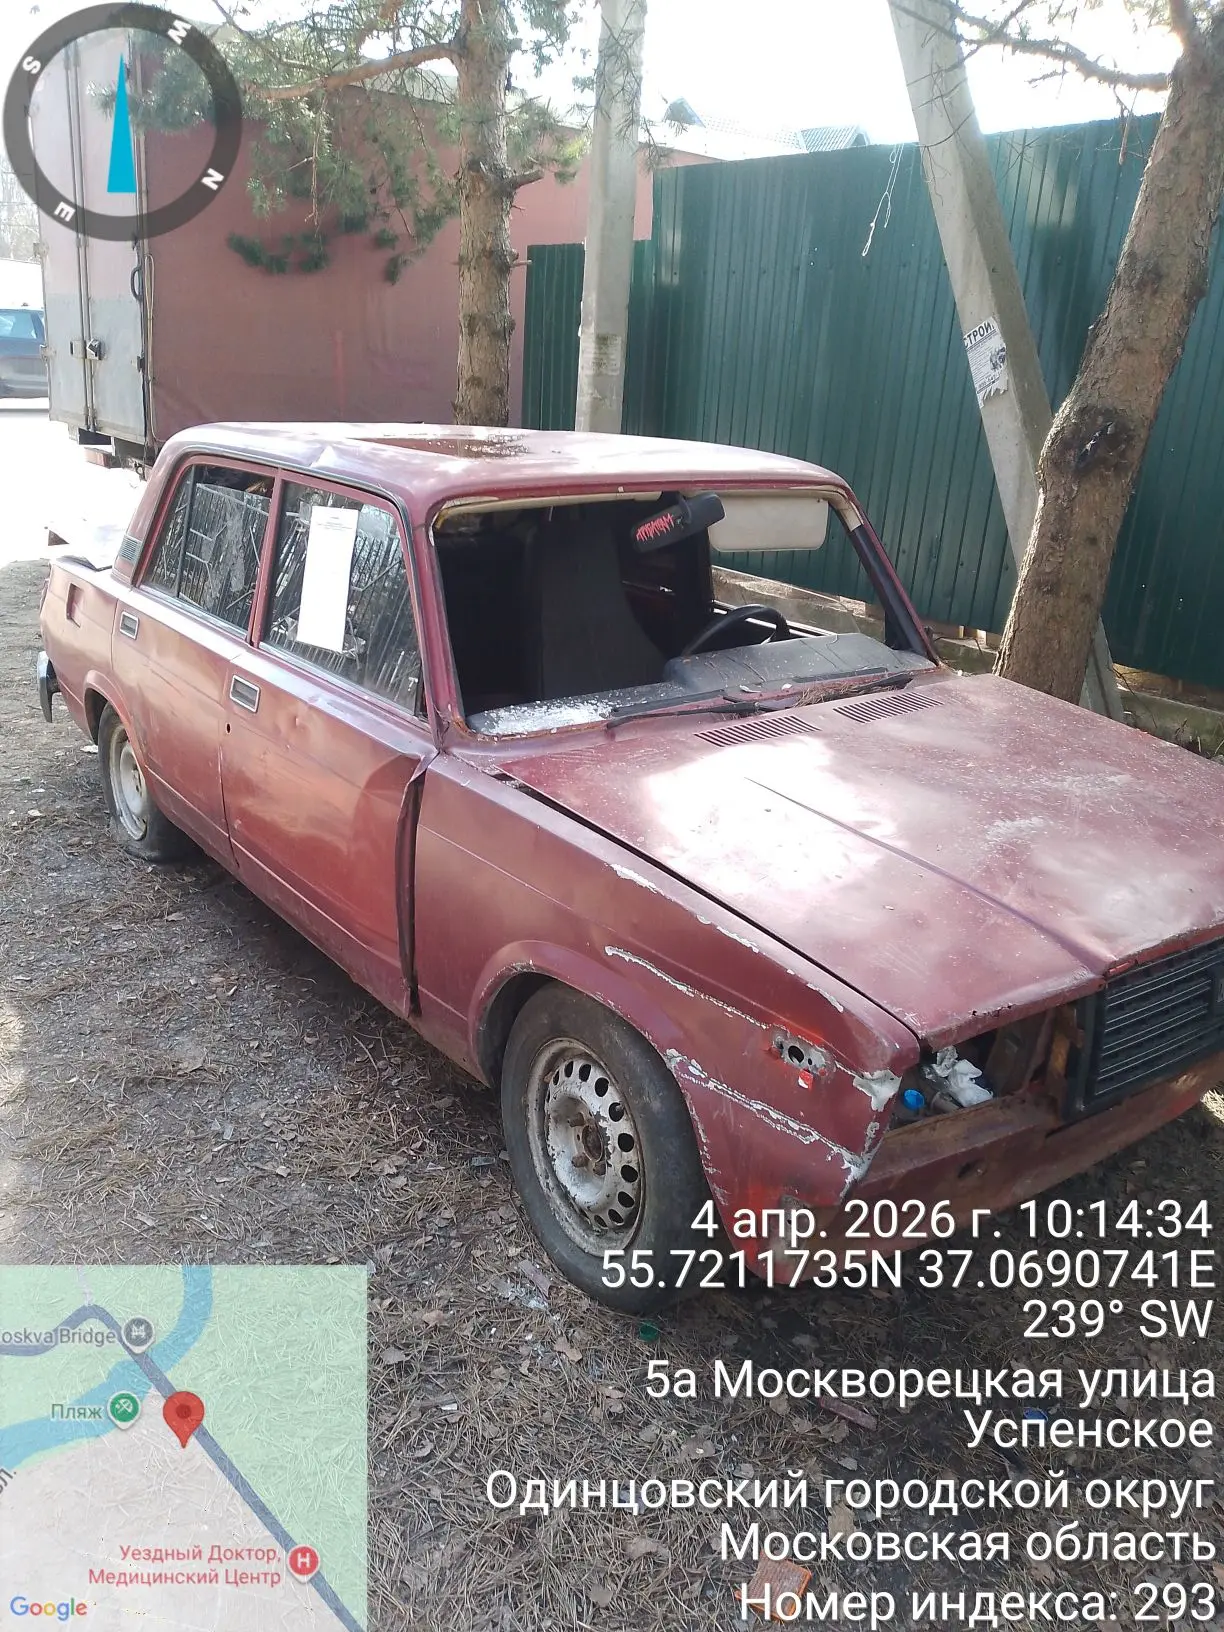 S
W
N
E
СТРОИ.
4 апр. 2026 г. 10:14:34
55.7211735N 37.0690741E
239° SW
5а Москворецкая улица
Успенское
Одинцовский городской округ
Московская область
Номер индекса: 293
oskva Bridge
Пляж
Уездный Доктор,
Медицинский Центр
Google